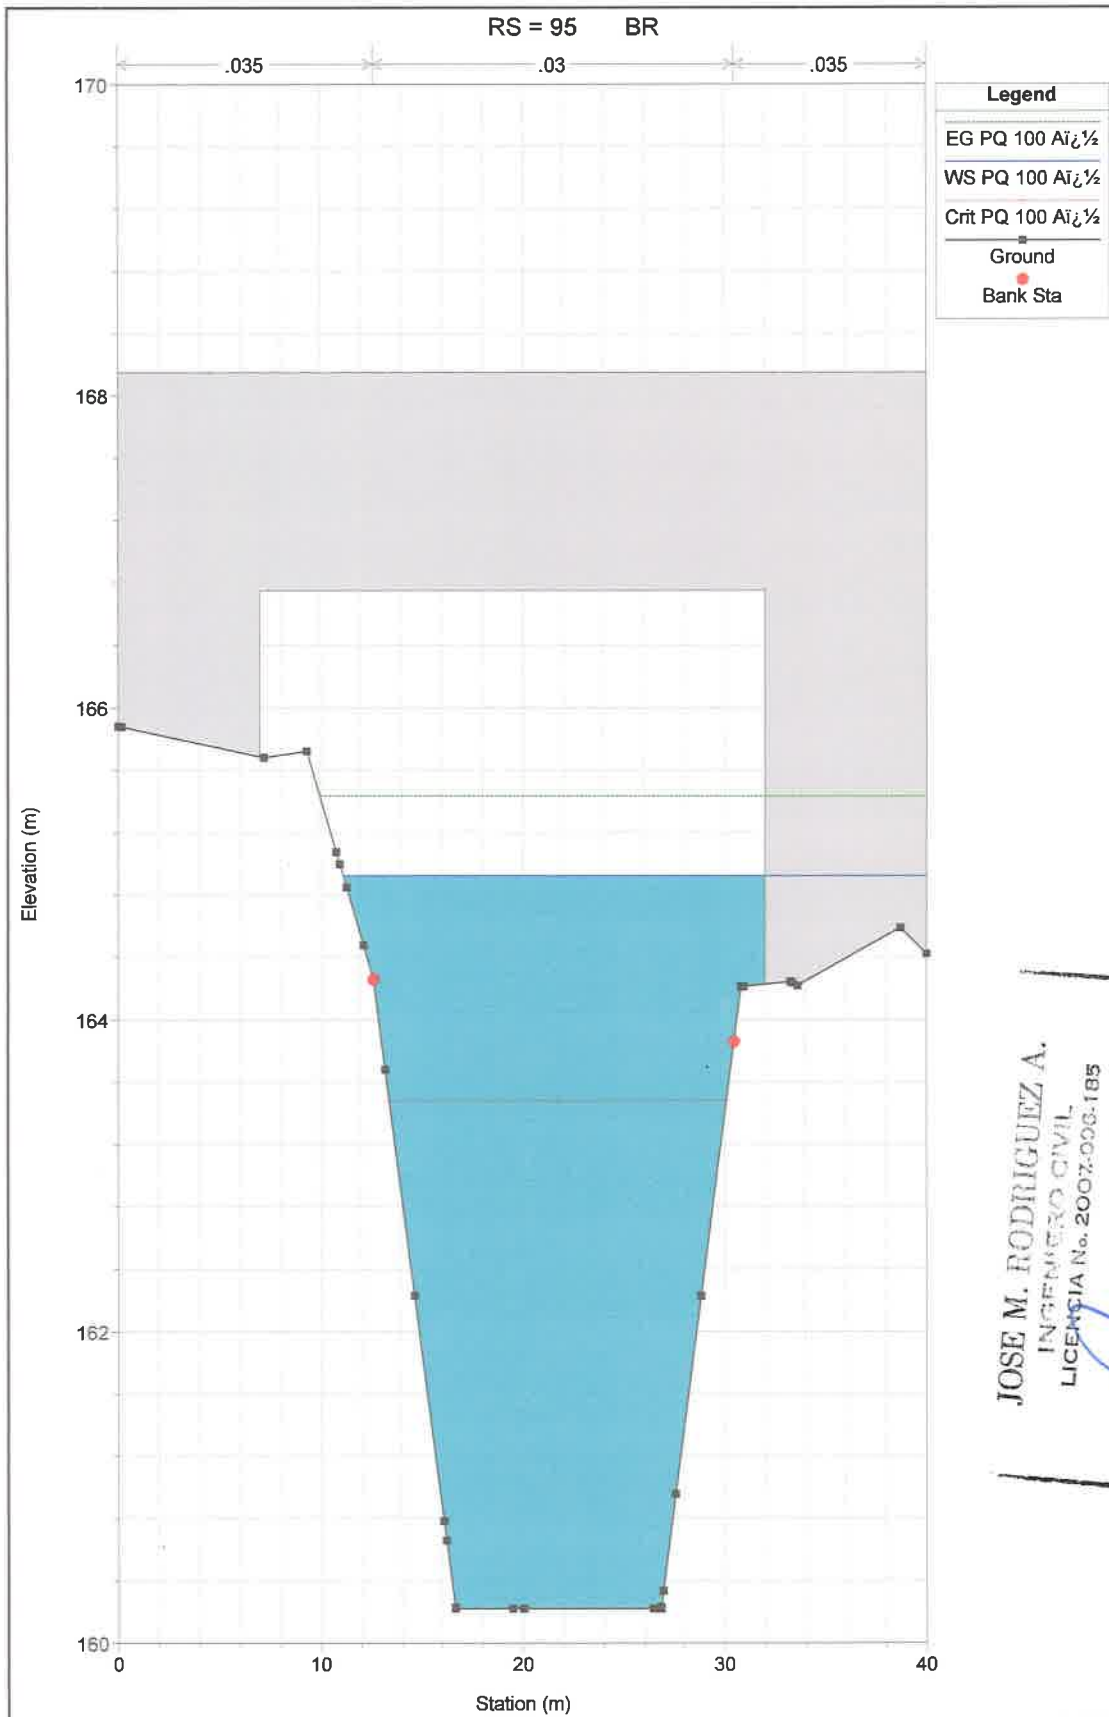 RS = 95 BR
.035 .03 .035
170
168
166
164
162
160
Elevation (m)
0 10 20 30 40
Station (m)
Legend
EG PQ 100 Aï¿½
WS PQ 100 Aï¿½
Crit PQ 100 Aï¿½
Ground
Bank Sta
JOSE M. RODRIGUEZ A.
INGENIERO CIVIL
LICENCIA No. 2007-006-185